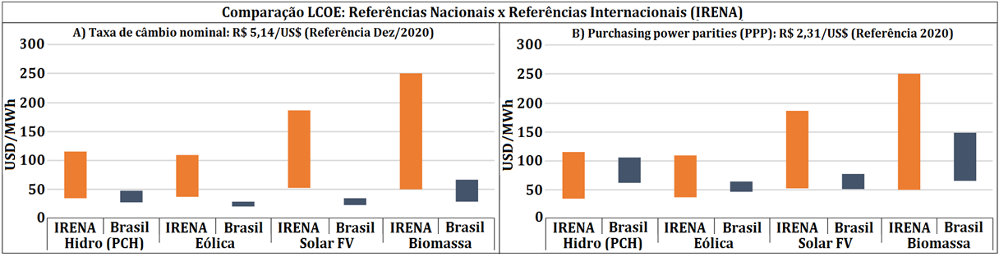 Comparação LCOE: Referências Nacionais x Referências Internacionais (IRENA)
A) Taxa de câmbio nominal: R$ 5,14/US$ (Referência Dez/2020)
USD/MWh
300
250
200
150
100
50
0
IRENA Brasil IRENA Brasil IRENA Brasil IRENA Brasil
Hidro (PCH) Eólica Solar FV Biomassa
B) Purchasing power parities (PPP): R$ 2,31/US$ (Referência 2020)
USD/MWh
300
250
200
150
100
50
0
IRENA Brasil IRENA Brasil IRENA Brasil IRENA Brasil
Hidro (PCH) Eólica Solar FV Biomassa